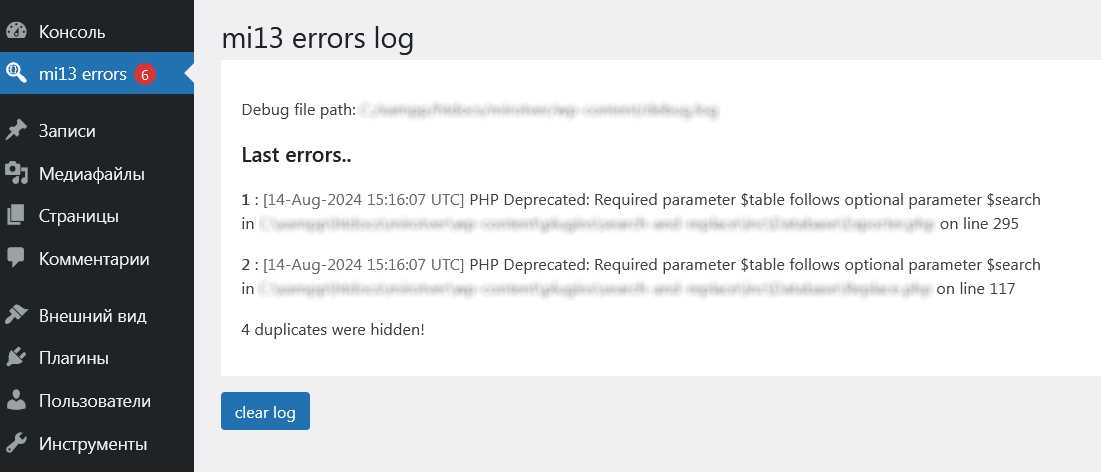 Консоль
mi13 errors 6
Записи
Медиафайлы
Страницы
Комментарии
Внешний вид
Плагины
Пользователи
Инструменты
mi13 errors log
Debug file path:
Last errors..
1 : [14-Aug-2024 15:16:07 UTC] PHP Deprecated: Required parameter $table follows optional parameter $search
in on line 295
2 : [14-Aug-2024 15:16:07 UTC] PHP Deprecated: Required parameter $table follows optional parameter $search
in on line 117
4 duplicates were hidden!
clear log